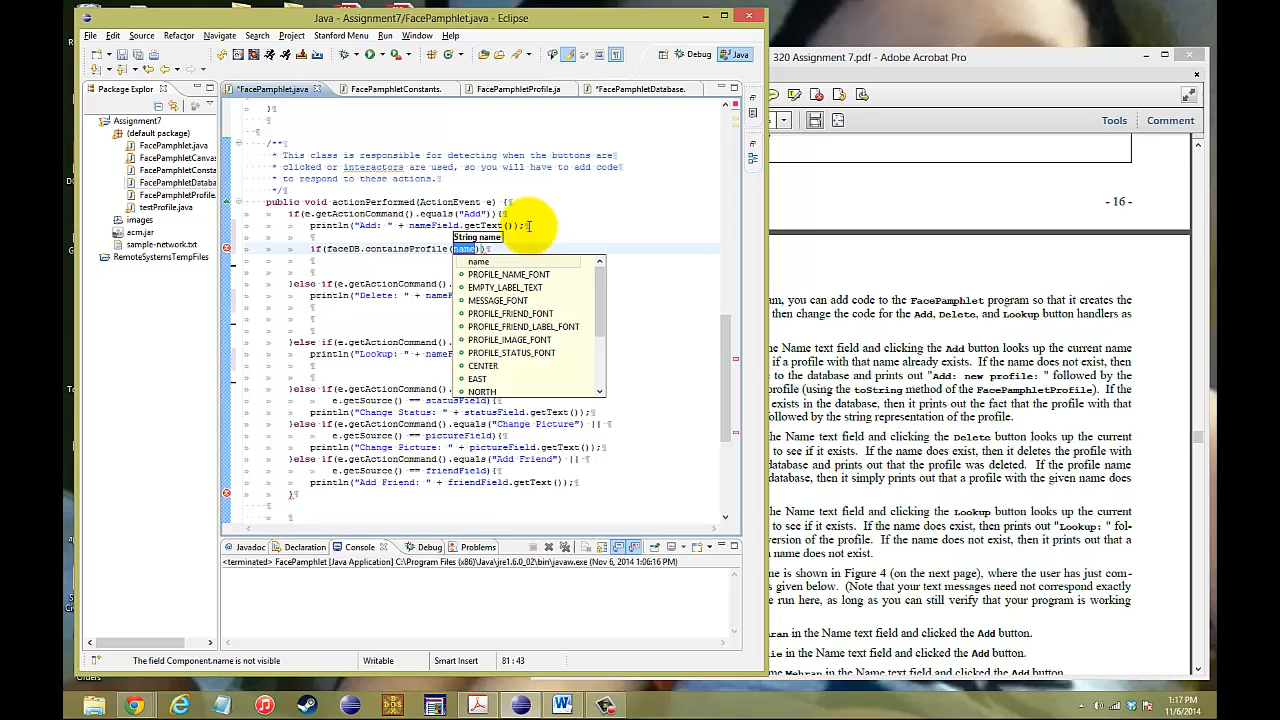 Java - Assignment7/FacePamphlet.java - Eclipse
File Edit Source Refactor Navigate Search Project Stanford Menu Run Window Help
Debug Java
Package Explor
*FacePamphlet.java FacePamphletConstants. FacePamphletProfile.ja *FacePamphletDatabase.
Assignment7
(default package)
FacePamphlet.java
FacePamphletCanvas
FacePamphletConsta
FacePamphletDataba
FacePamphletProfile.
testProfile.java
images
acm.jar
sample-network.txt
RemoteSystemsTempFiles
}
/**
* This class is responsible for detecting when the buttons are
* clicked or interactors are used, so you will have to add code
* to respond to these actions.
*/
public void actionPerformed(ActionEvent e) {
if(e.getActionCommand().equals("Add")){
println("Add: " + nameField.getText());
String name
if(faceDB.containsProfile(name))
name
PROFILE_NAME_FONT
EMPTY_LABEL_TEXT
MESSAGE_FONT
PROFILE_FRIEND_FONT
PROFILE_FRIEND_LABEL_FONT
PROFILE_IMAGE_FONT
PROFILE_STATUS_FONT
CENTER
EAST
NORTH
}else if(e.getActionCommand().
println("Delete: " + nameF
}else if(e.getActionCommand().
println("Lookup: " + nameF
}else if(e.getActionCommand().
e.getSource() == statusField){
println("Change Status: " + statusField.getText());
}else if(e.getActionCommand().equals("Change Picture") ||
e.getSource() == pictureField){
println("Change Picture: " + pictureField.getText());
}else if(e.getActionCommand().equals("Add Friend") ||
e.getSource() == friendField){
println("Add Friend: " + friendField.getText());
}
Javadoc Declaration Console Debug Problems
<terminated> FacePamphlet [Java Application] C:\Program Files (x86)\Java\jre1.6.0_02\bin\javaw.exe (Nov 6, 2014 1:06:16 PM)
The field Component.name is not visible Writable Smart Insert 81 : 43
320 Assignment 7.pdf - Adobe Acrobat Pro
Tools Comment
- 16 -
am, you can add code to the FacePamphlet program so that it creates the
then change the code for the Add, Delete, and Lookup button handlers as
the Name text field and clicking the Add button looks up the current name
if a profile with that name already exists. If the name does not exist, then
to the database and prints out "Add: new profile: " followed by the
profile (using the toString method of the FacePamphletProfile). If the
exists in the database, then it prints out the fact that the profile with that
followed by the string representation of the profile.
the Name text field and clicking the Delete button looks up the current
to see if it exists. If the name does exist, then it deletes the profile with
database and prints out that the profile was deleted. If the profile name
database, then it simply prints out that a profile with the given name does
the Name text field and clicking the Lookup button looks up the current
to see if it exists. If the name does exist, then prints out "Lookup: " fol-
version of the profile. If the name does not exist, then prints out that a
name does not exist.
me is shown in Figure 4 (on the next page), where the user has just com-
s given below. (Note that your text messages need not correspond exactly
e run here, as long as you can still verify that your program is working
hran in the Name text field and clicked the Add button.
lie in the Name text field and clicked the Add button.
me Mehran in the Name text field and clicked the Add button
orders
1:17 PM
11/6/2014